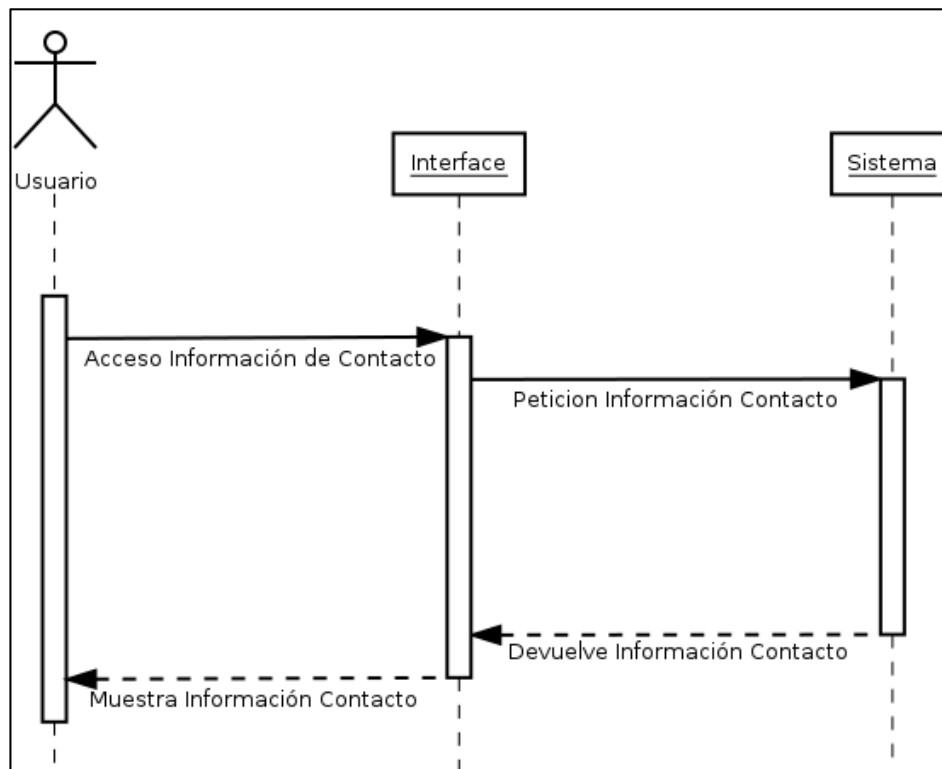 Usuario
Interface
Sistema
Acceso Información de Contacto
Peticion Información Contacto
Devuelve Información Contacto
Muestra Información Contacto